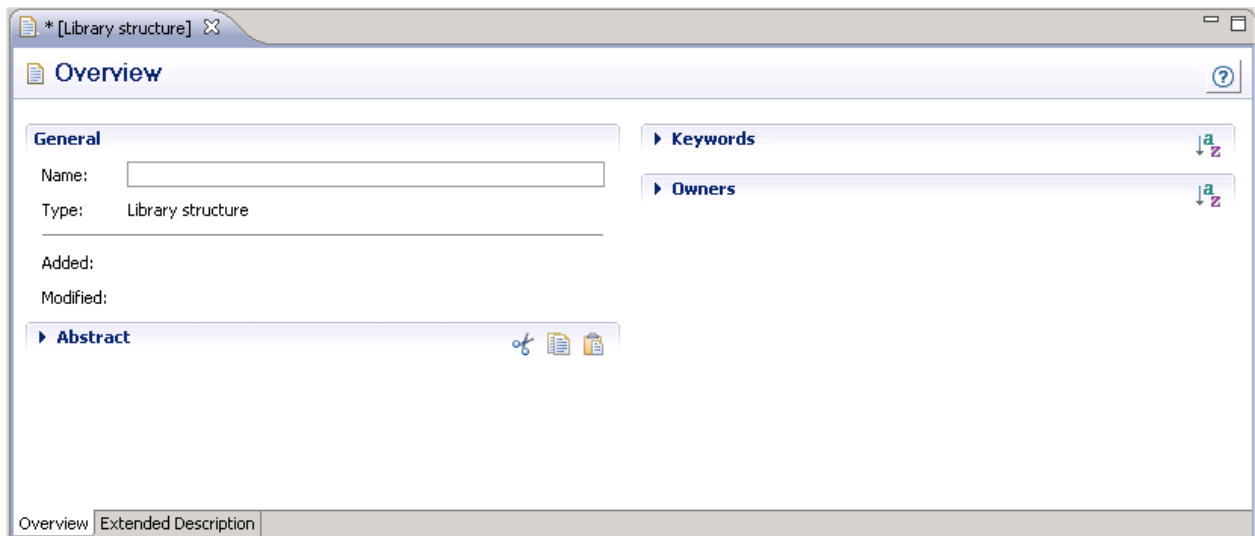 * [Library structure]
Overview
General
Name:
Type: Library structure
Added:
Modified:
Abstract
Keywords
Owners
Overview Extended Description